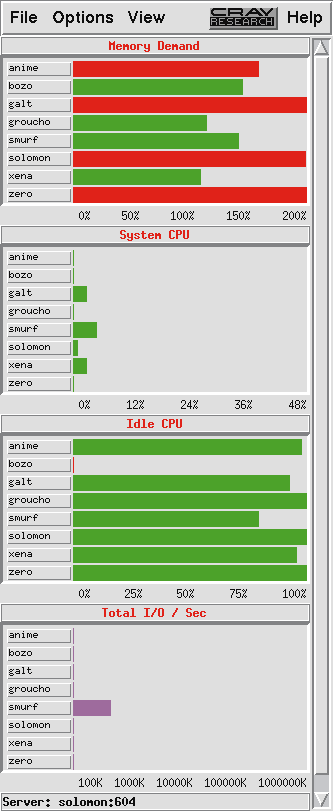 File Options View CRAY RESEARCH Help
Memory Demand
anime
bozo
galt
groucho
smurf
solomon
xena
zero
0% 50% 100% 150% 200%
System CPU
anime
bozo
galt
groucho
smurf
solomon
xena
zero
0% 12% 24% 36% 48%
Idle CPU
anime
bozo
galt
groucho
smurf
solomon
xena
zero
0% 25% 50% 75% 100%
Total I/O / Sec
anime
bozo
galt
groucho
smurf
solomon
xena
zero
100K 1000K 10000K 100000K 1000000K
Server: solomon:604